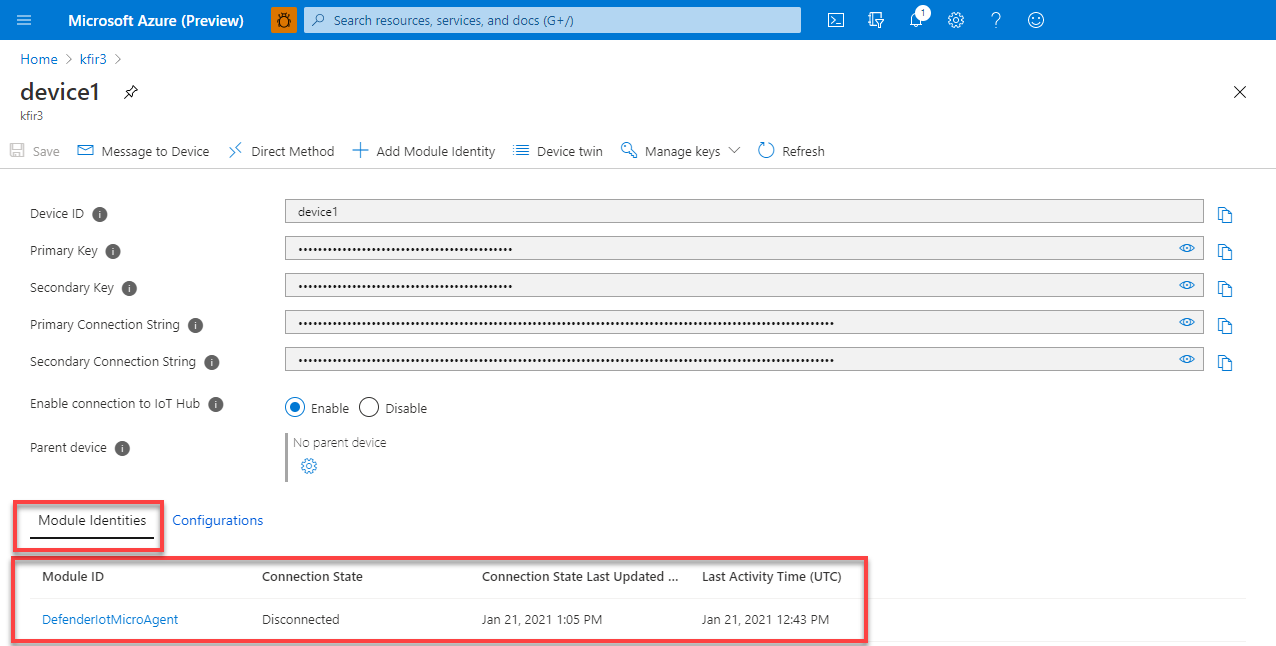 Microsoft Azure (Preview)
Search resources, services, and docs (G+/)
1
Home > kfir3 >
device1
kfir3
Save Message to Device Direct Method Add Module Identity Device twin Manage keys Refresh
Device ID
device1
Primary Key
Secondary Key
Primary Connection String
Secondary Connection String
Enable connection to IoT Hub
Enable Disable
Parent device
No parent device
Module Identities Configurations
Module ID Connection State Connection State Last Updated ... Last Activity Time (UTC)
DefenderIotMicroAgent Disconnected Jan 21, 2021 1:05 PM Jan 21, 2021 12:43 PM